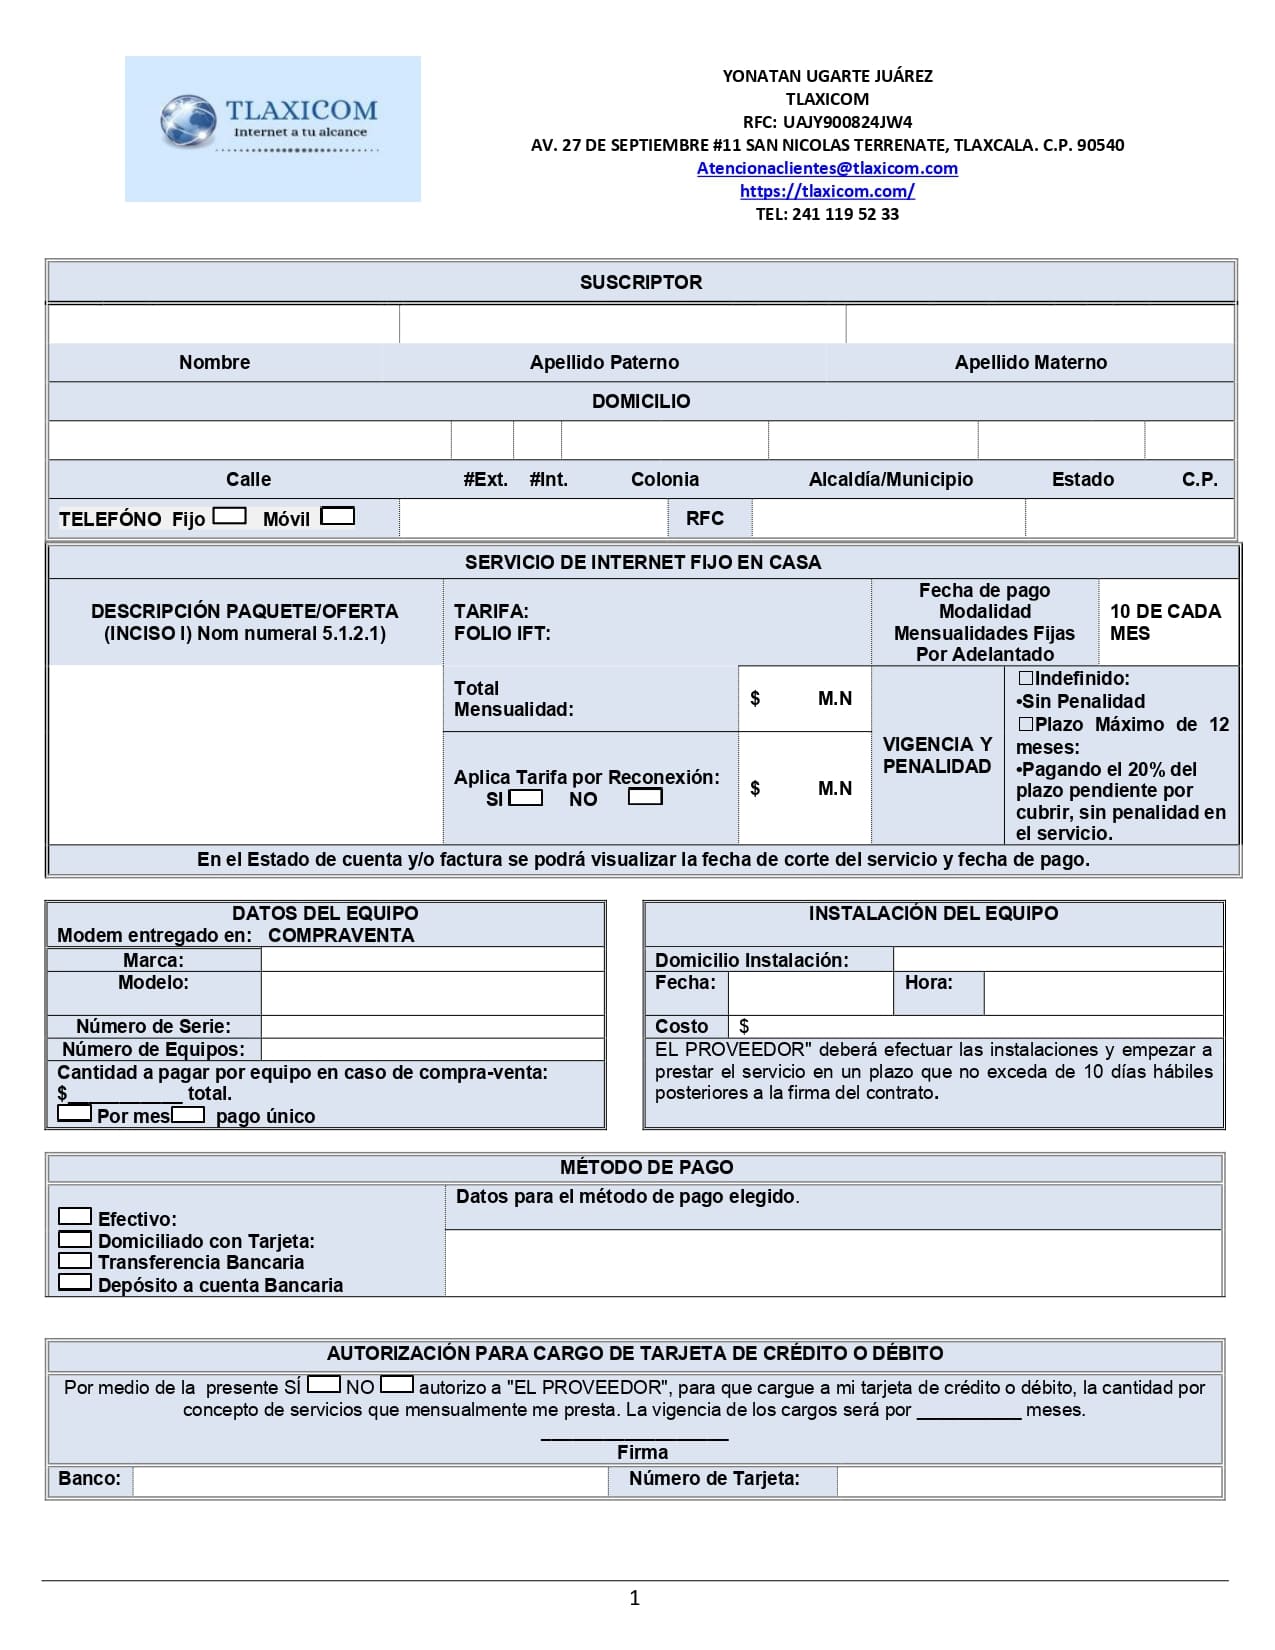 TLAXICOM
Internet a tu alcance
YONATAN UGARTE JUÁREZ
TLAXICOM
RFC: UAJY900824JW4
AV. 27 DE SEPTIEMBRE #11 SAN NICOLAS TERRENATE, TLAXCALA. C.P. 90540
Atencionaclientes@tlaxicom.com
https://tlaxicom.com/
TEL: 241 119 52 33
SUSCRIPTOR
Nombre Apellido Paterno Apellido Materno
DOMICILIO
Calle #Ext. #Int. Colonia Alcaldía/Municipio Estado C.P.
TELEFÓNO Fijo Móvil RFC
SERVICIO DE INTERNET FIJO EN CASA
DESCRIPCIÓN PAQUETE/OFERTA
(INCISO I) Nom numeral 5.1.2.1)
TARIFA:
FOLIO IFT:
Fecha de pago
Modalidad
Mensualidades Fijas
Por Adelantado
10 DE CADA
MES
Total
Mensualidad:
$ M.N
Aplica Tarifa por Reconexión:
SI NO
$ M.N
VIGENCIA Y
PENALIDAD
☐Indefinido:
•Sin Penalidad
☐Plazo Máximo de 12
meses:
•Pagando el 20% del
plazo pendiente por
cubrir, sin penalidad en
el servicio.
En el Estado de cuenta y/o factura se podrá visualizar la fecha de corte del servicio y fecha de pago.
DATOS DEL EQUIPO
Modem entregado en: COMPRAVENTA
Marca:
Modelo:
Número de Serie:
Número de Equipos:
Cantidad a pagar por equipo en caso de compra-venta:
$___________ total.
Por mes pago único
INSTALACIÓN DEL EQUIPO
Domicilio Instalación:
Fecha: Hora:
Costo $
EL PROVEEDOR" deberá efectuar las instalaciones y empezar a
prestar el servicio en un plazo que no exceda de 10 días hábiles
posteriores a la firma del contrato.
MÉTODO DE PAGO
Efectivo:
Domiciliado con Tarjeta:
Transferencia Bancaria
Depósito a cuenta Bancaria
Datos para el método de pago elegido.
AUTORIZACIÓN PARA CARGO DE TARJETA DE CRÉDITO O DÉBITO
Por medio de la presente SÍ NO autorizo a "EL PROVEEDOR", para que cargue a mi tarjeta de crédito o débito, la cantidad por
concepto de servicios que mensualmente me presta. La vigencia de los cargos será por __________ meses.
__________________
Firma
Banco: Número de Tarjeta:
1